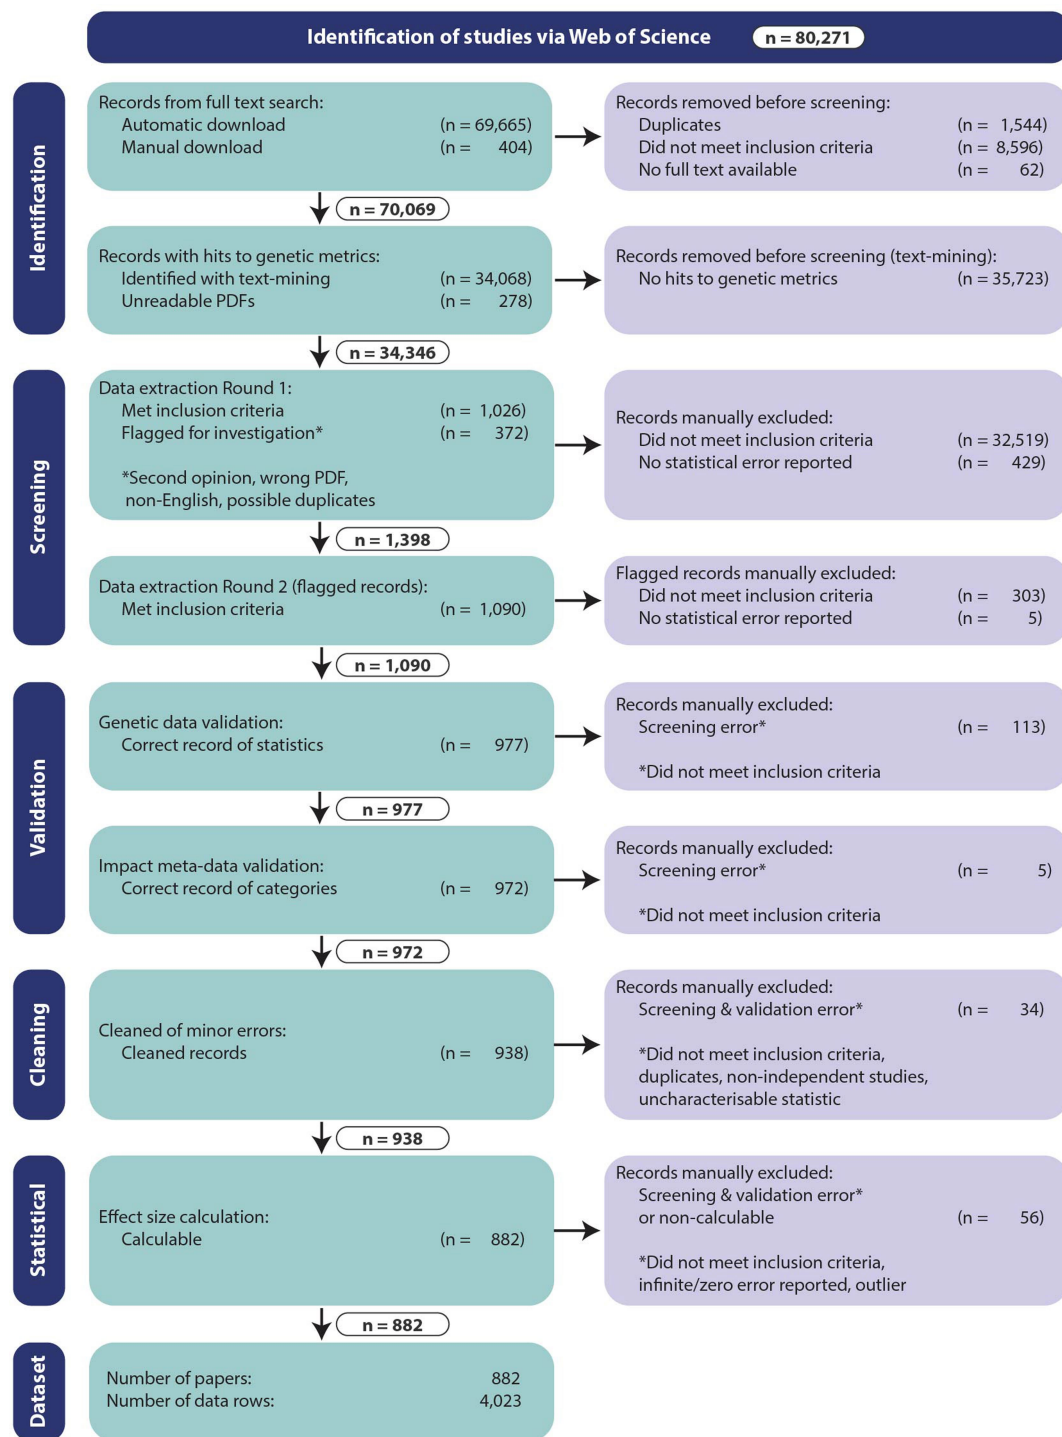 Identification of studies via Web of Science n = 80,271
Identification
Records from full text search:
Automatic download (n = 69,665)
Manual download (n = 404)
Records removed before screening:
Duplicates (n = 1,544)
Did not meet inclusion criteria (n = 8,596)
No full text available (n = 62)
n = 70,069
Records with hits to genetic metrics:
Identified with text-mining (n = 34,068)
Unreadable PDFs (n = 278)
Records removed before screening (text-mining):
No hits to genetic metrics (n = 35,723)
n = 34,346
Screening
Data extraction Round 1:
Met inclusion criteria (n = 1,026)
Flagged for investigation* (n = 372)
*Second opinion, wrong PDF,
non-English, possible duplicates
Records manually excluded:
Did not meet inclusion criteria (n = 32,519)
No statistical error reported (n = 429)
n = 1,398
Data extraction Round 2 (flagged records):
Met inclusion criteria (n = 1,090)
Flagged records manually excluded:
Did not meet inclusion criteria (n = 303)
No statistical error reported (n = 5)
n = 1,090
Validation
Genetic data validation:
Correct record of statistics (n = 977)
Records manually excluded:
Screening error* (n = 113)
*Did not meet inclusion criteria
n = 977
Impact meta-data validation:
Correct record of categories (n = 972)
Records manually excluded:
Screening error* (n = 5)
*Did not meet inclusion criteria
n = 972
Cleaning
Cleaned of minor errors:
Cleaned records (n = 938)
Records manually excluded:
Screening & validation error* (n = 34)
*Did not meet inclusion criteria,
duplicates, non-independent studies,
uncharacterisable statistic
n = 938
Statistical
Effect size calculation:
Calculable (n = 882)
Records manually excluded:
Screening & validation error*
or non-calculable (n = 56)
*Did not meet inclusion criteria,
infinite/zero error reported, outlier
n = 882
Dataset
Number of papers: 882
Number of data rows: 4,023